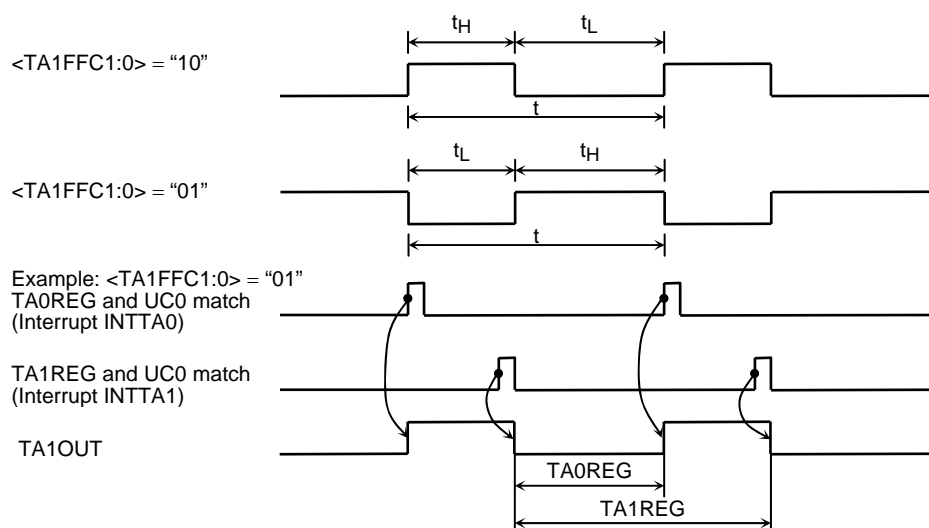 tH tL
<TA1FFC1:0> = “10”
t
tL tH
<TA1FFC1:0> = “01”
t
Example: <TA1FFC1:0> = “01”
TA0REG and UC0 match
(Interrupt INTTA0)
TA1REG and UC0 match
(Interrupt INTTA1)
TA1OUT
TA0REG
TA1REG